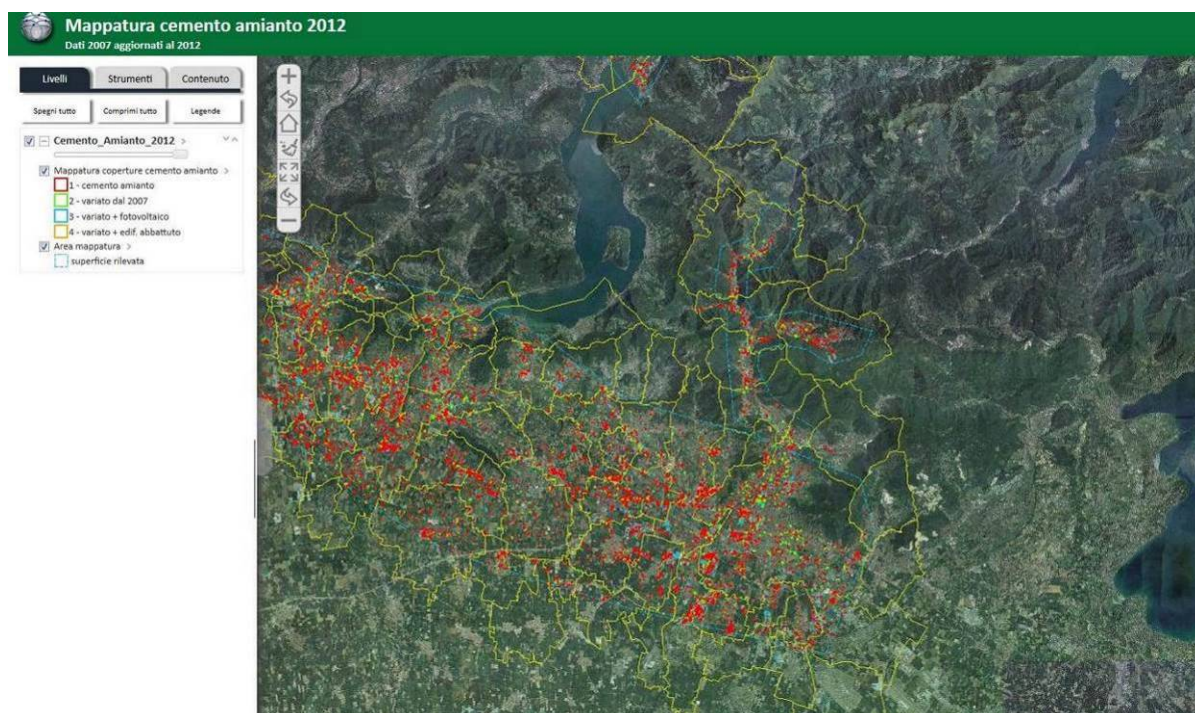 Mappatura cemento amianto 2012
Dati 2007 aggiornati al 2012
Livelli Strumenti Contenuto
Spegni tutto Comprimi tutto Legende
Cemento_Amianto_2012 >
Mappatura coperture cemento amianto >
1 - cemento amianto
2 - variato dal 2007
3 - variato + fotovoltaico
4 - variato + edif. abbattuto
Area mappatura >
superficie rilevata